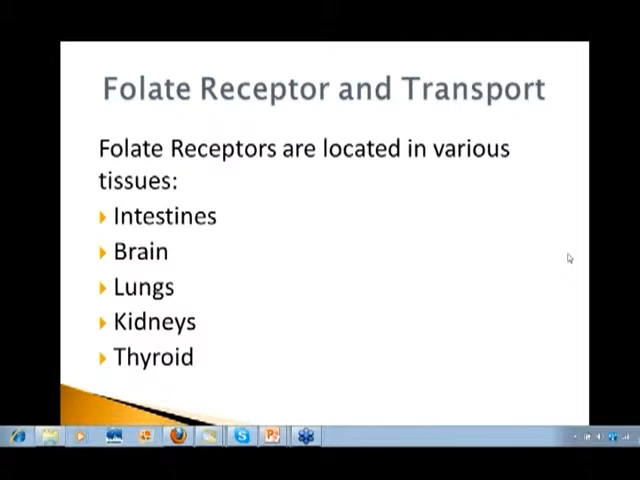 Folate Receptor and Transport
Folate Receptors are located in various
tissues:
Intestines
Brain
Lungs
Kidneys
Thyroid